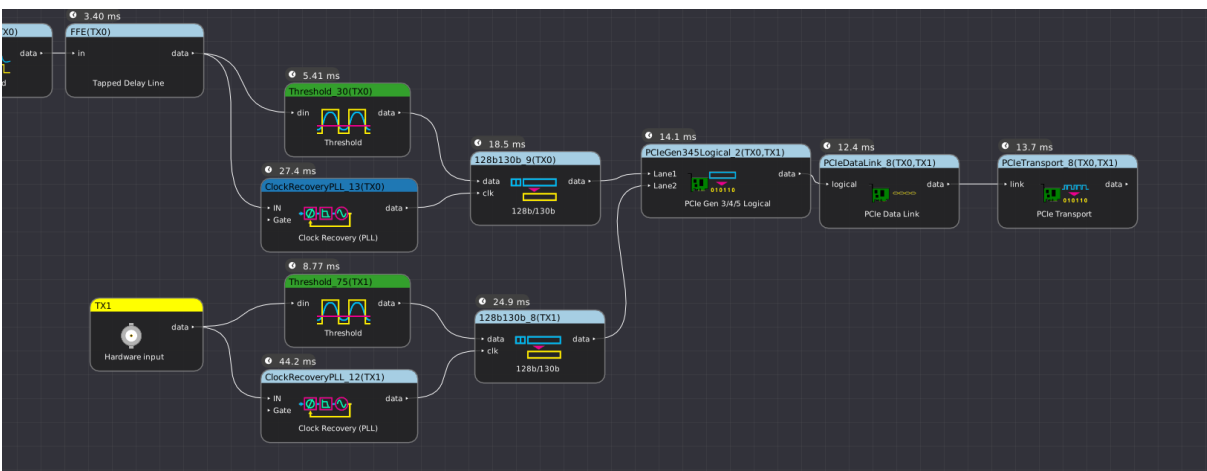 3.40 ms
X0)
data
d
FFE(TX0)
in
data
Tapped Delay Line
5.41 ms
Threshold_30(TX0)
din
data
Threshold
27.4 ms
ClockRecoveryPLL_13(TX0)
IN
data
Gate
Clock Recovery (PLL)
18.5 ms
128b130b_9(TX0)
data
data
clk
128b/130b
14.1 ms
PCIeGen345Logical_2(TX0,TX1)
Lane1
data
Lane2
010110
PCIe Gen 3/4/5 Logical
12.4 ms
PCIeDataLink_8(TX0,TX1)
logical
data
PCIe Data Link
13.7 ms
PCIeTransport_8(TX0,TX1)
link
data
010110
PCIe Transport
TX1
data
Hardware input
8.77 ms
Threshold_75(TX1)
din
data
Threshold
44.2 ms
ClockRecoveryPLL_12(TX1)
IN
data
Gate
Clock Recovery (PLL)
24.9 ms
128b130b_8(TX1)
data
data
clk
128b/130b